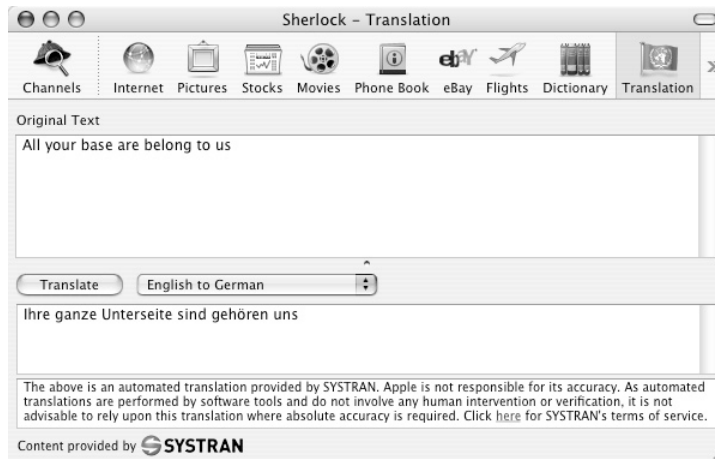 Sherlock – Translation
Channels Internet Pictures Stocks Movies Phone Book eBay Flights Dictionary Translation
Original Text
All your base are belong to us
Translate English to German
Ihre ganze Unterseite sind gehören uns
The above is an automated translation provided by SYSTRAN. Apple is not responsible for its accuracy. As automated
translations are performed by software tools and do not involve any human intervention or verification, it is not
advisable to rely upon this translation where absolute accuracy is required. Click here for SYSTRAN's terms of service.
Content provided by SYSTRAN